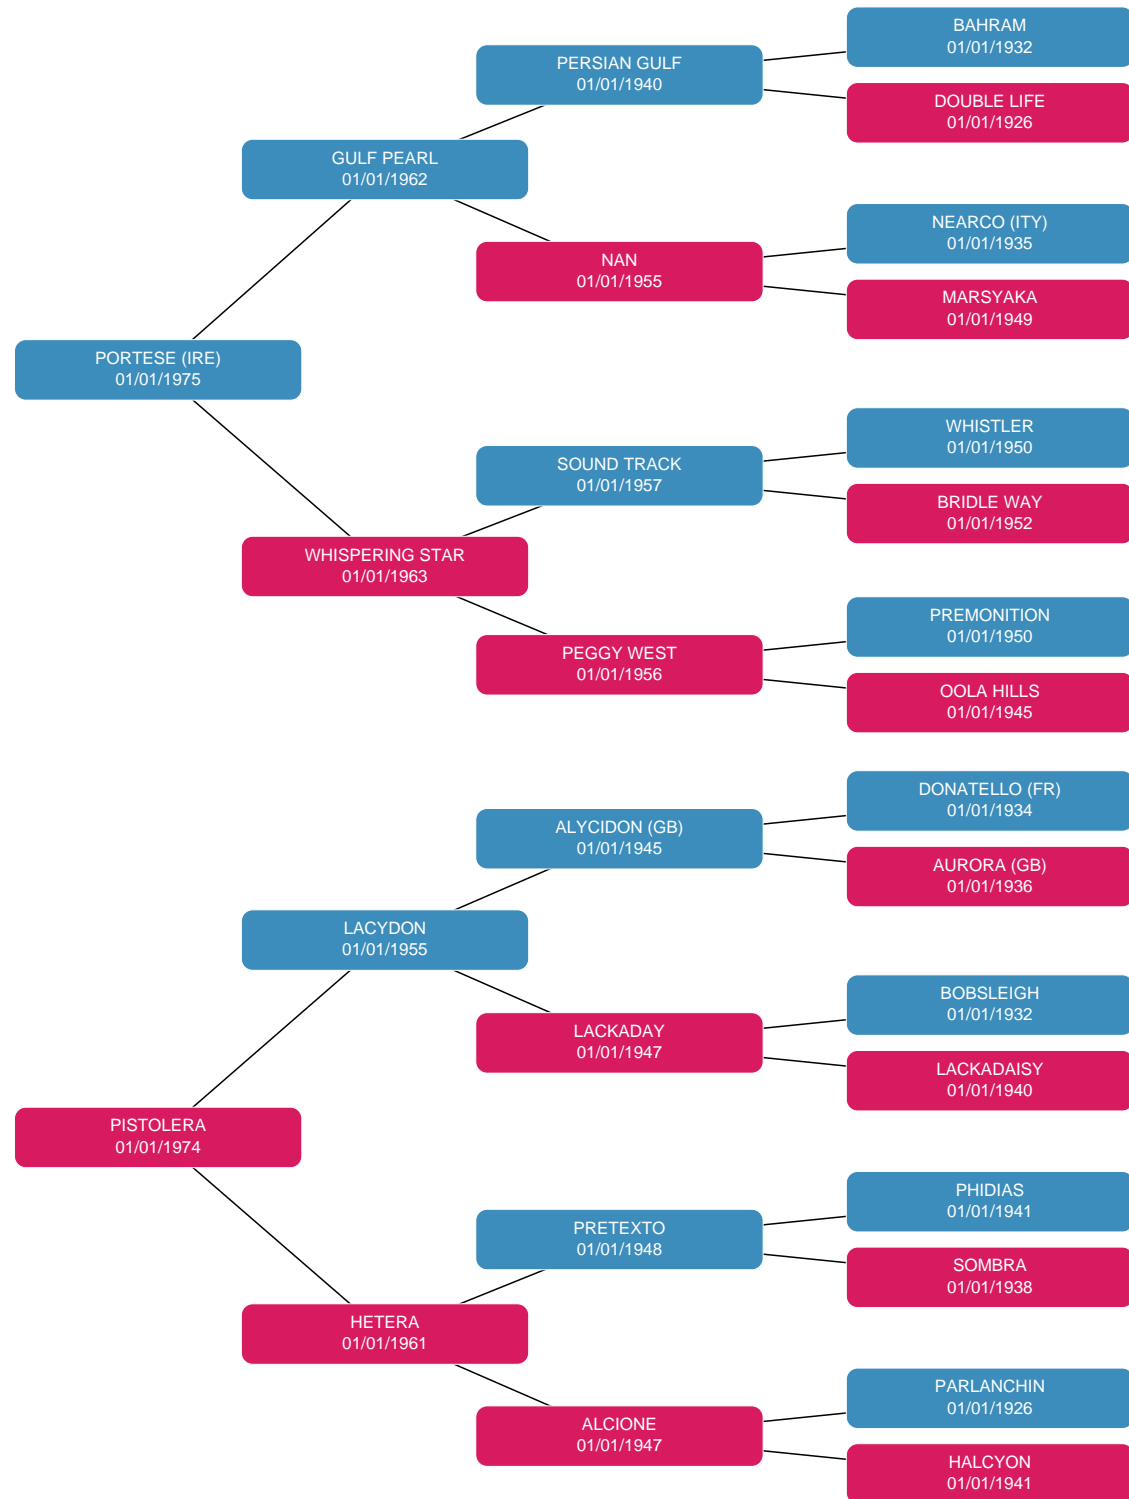 BAHRAM
01/01/1932
PERSIAN GULF
01/01/1940
DOUBLE LIFE
01/01/1926
GULF PEARL
01/01/1962
NEARCO (ITY)
01/01/1935
NAN
01/01/1955
MARSYAKA
01/01/1949
PORTESE (IRE)
01/01/1975
WHISTLER
01/01/1950
SOUND TRACK
01/01/1957
BRIDLE WAY
01/01/1952
WHISPERING STAR
01/01/1963
PREMONITION
01/01/1950
PEGGY WEST
01/01/1956
OOLA HILLS
01/01/1945
DONATELLO (FR)
01/01/1934
ALYCIDON (GB)
01/01/1945
AURORA (GB)
01/01/1936
LACYDON
01/01/1955
BOBSLEIGH
01/01/1932
LACKADAY
01/01/1947
LACKADAISY
01/01/1940
PISTOLERA
01/01/1974
PHIDIAS
01/01/1941
PRETEXTO
01/01/1948
SOMBRA
01/01/1938
HETERA
01/01/1961
PARLANCHIN
01/01/1926
ALCIONE
01/01/1947
HALCYON
01/01/1941